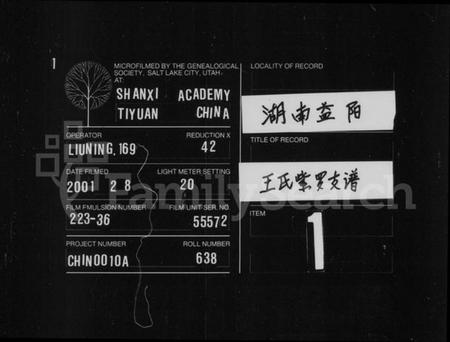 1
MICROFILMED BY THE GENEALOGICAL
SOCIETY, SALT LAKE CITY, UTAH
AT:
SHANXI ACADEMY
TIYUAN CHINA
OPERATOR REDUCTION X
LIUNING, 169 42
DATE FILMED LIGHT METER SETTING
2001 2 8 20
FILM EMULSION NUMBER FILM UNIT SER. NO.
223-36 55572
PROJECT NUMBER ROLL NUMBER
CHIN0010A 638
LOCALITY OF RECORD
湖南益阳
TITLE OF RECORD
王氏紫罗支谱
ITEM
1
FamilySearch